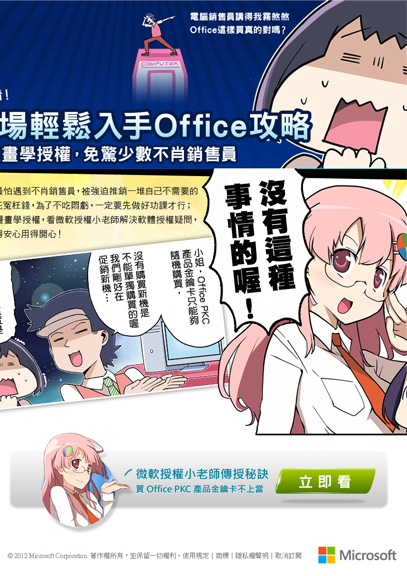 電腦銷售員講得我霧煞煞
Office這樣買真的對嗎?
COMPUTER
!
場輕鬆入手Office攻略
畫學授權,免驚少數不肖銷售員
怕遇到不肖銷售員,被強迫推銷一堆自己不需要的
冤枉錢,為了不吃悶虧,一定要先做好功課才行;
漫畫學授權,看微軟授權小老師解決軟體授權疑問,
安心用得開心!
沒有這種
事情的喔!
小姐,Office PKC
產品金鑰卡只能夠
隨機購買,
沒有購買新機是
不能單獨購買的喔
我們剛好在
促銷新機…
微軟授權小老師傳授秘訣
買 Office PKC 產品金鑰卡不上當
立即看
© 2012 Microsoft Corporation. 著作權所有,並保留一切權利。使用規定 | 商標 | 隱私權聲明 | 取消訂閱
Microsoft